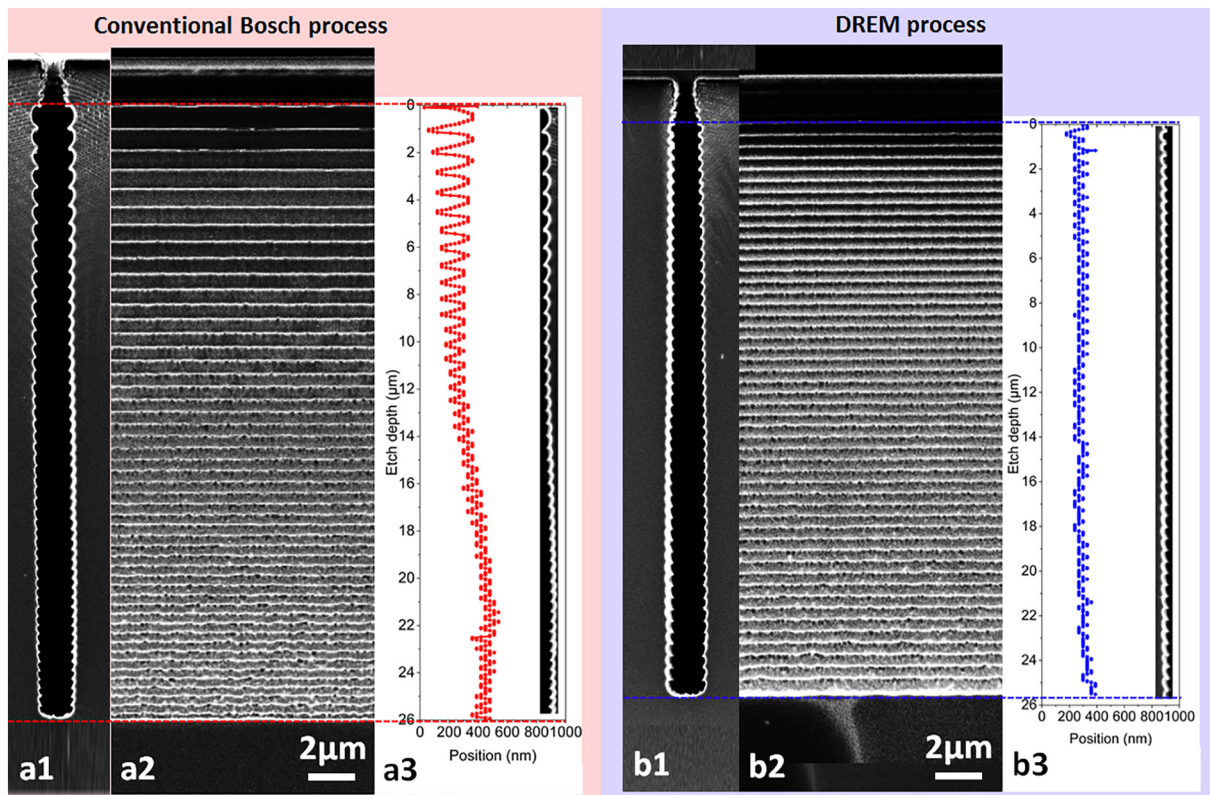 Conventional Bosch process
DREM process
0
2
4
6
8
10
12
14
16
18
20
22
24
26
Etch depth (µm)
0 200 400 600 800 1000
Position (nm)
2µm
a1
a2
a3
0
2
4
6
8
10
12
14
16
18
20
22
24
26
Etch depth (µm)
0 200 400 600 800 1000
Position (nm)
2µm
b1
b2
b3